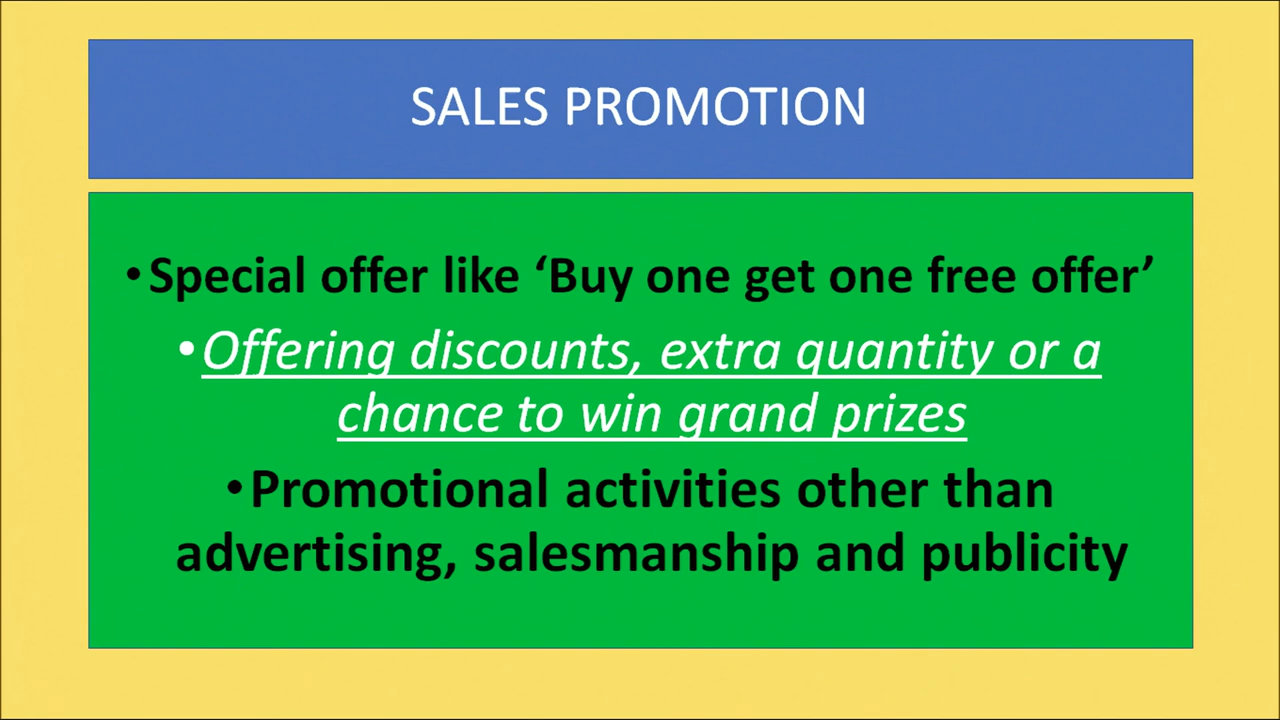 SALES PROMOTION
•Special offer like ‘Buy one get one free offer’
•Offering discounts, extra quantity or a
chance to win grand prizes
•Promotional activities other than
advertising, salesmanship and publicity